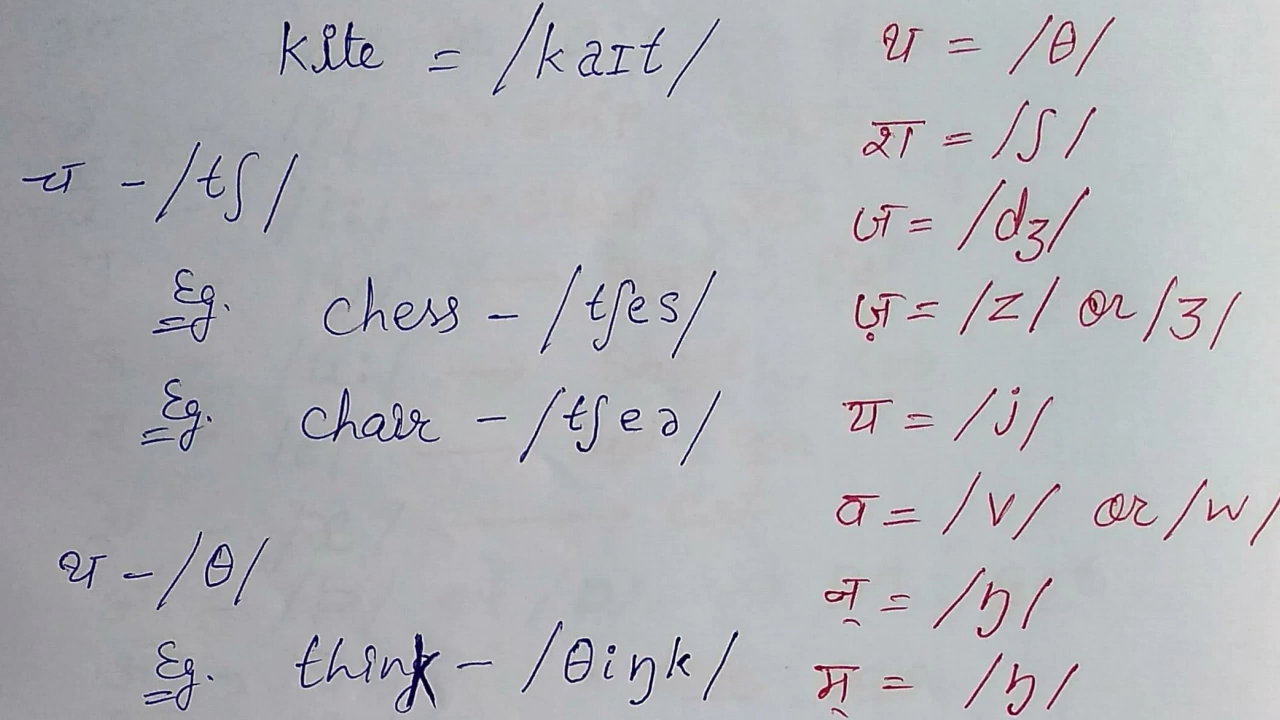 kite = /kaɪt/
च - /tʃ/
Eg. chess - /tʃes/
Eg. chair - /tʃeə/
थ - /θ/
Eg. think - /θiŋk/
थ = /θ/
श = /ʃ/
ज = /dʒ/
ज़ = /z/ or /ʒ/
य = /j/
व = /v/ or /w/
न् = /ŋ/
म् = /ŋ/